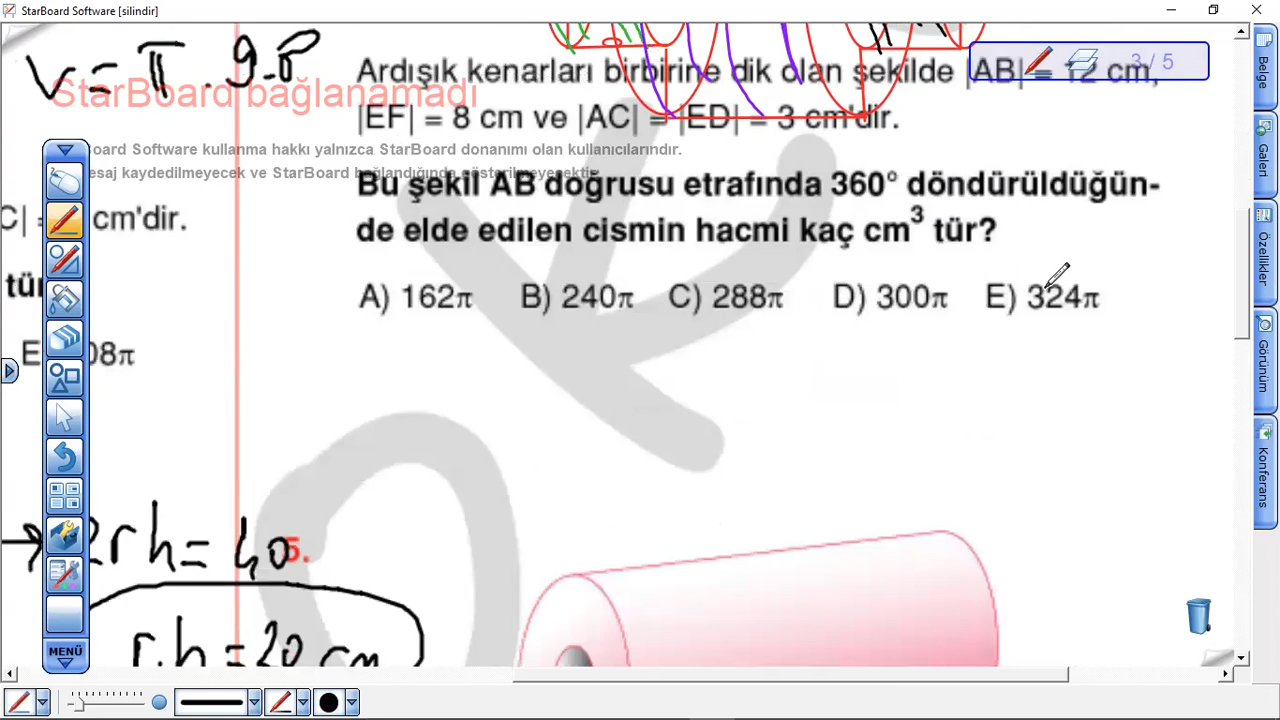 StarBoard Software [silindir]
V = π . 9 . 8
Ardışık kenarları birbirine dik olan şekilde |AB| = 12 cm,
StarBoard bağlanamadı
3 / 5
|EF| = 8 cm ve |AC| = |ED| = 3 cm'dir.
oard Software kullanma hakkı yalnızca StarBoard donanımı olan kullanıcılarındır.
esaj kaydedilmeyecek ve StarBoard bağlandığında gösterilmeyecektir.
Bu şekil AB doğrusu etrafında 360° döndürüldüğün-
de elde edilen cismin hacmi kaç cm³ tür?
C| = cm'dir.
tür
A) 162π B) 240π C) 288π D) 300π E) 324π
E 08π
2rh = 40
5.
r.h = 20 cm
MENÜ
Belge
Galeri
Özellikler
Görünüm
Konferans